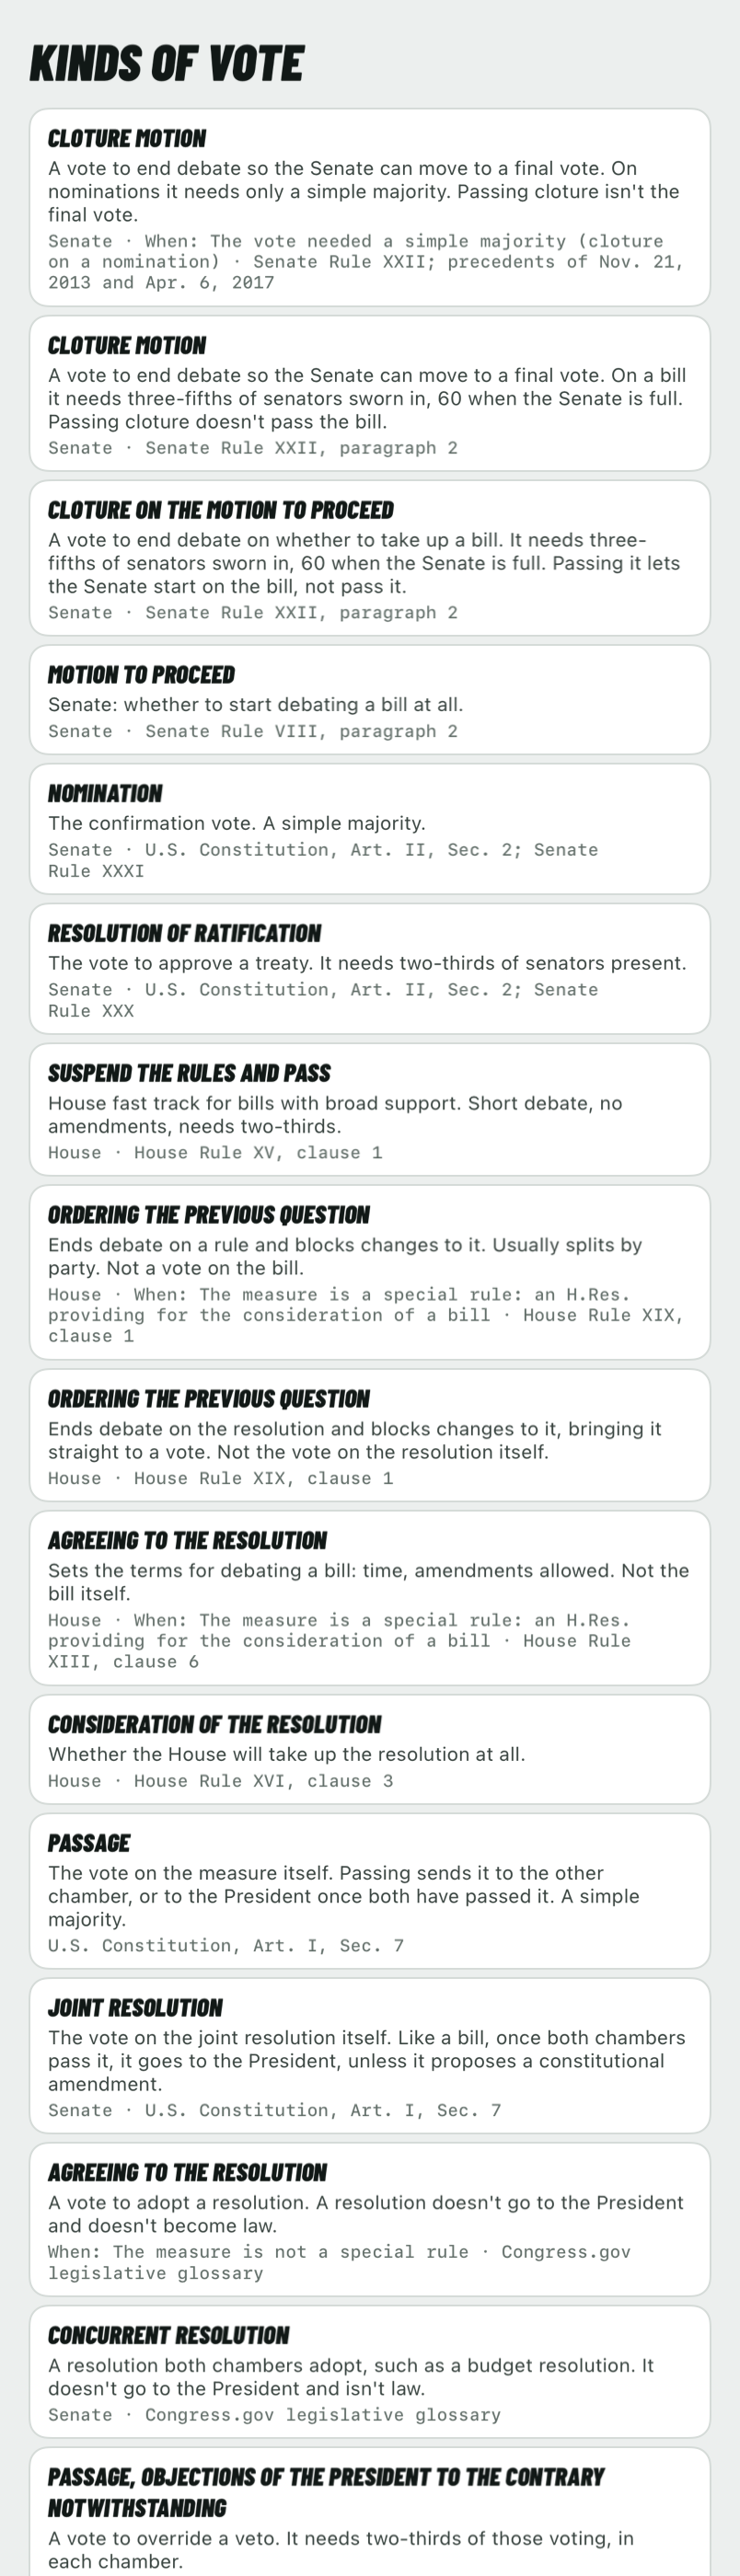 KINDS OF VOTE
CLOTURE MOTION
A vote to end debate so the Senate can move to a final vote. On
nominations it needs only a simple majority. Passing cloture isn't the
final vote.
Senate · When: The vote needed a simple majority (cloture
on a nomination) · Senate Rule XXII; precedents of Nov. 21,
2013 and Apr. 6, 2017
CLOTURE MOTION
A vote to end debate so the Senate can move to a final vote. On a bill
it needs three-fifths of senators sworn in, 60 when the Senate is full.
Passing cloture doesn't pass the bill.
Senate · Senate Rule XXII, paragraph 2
CLOTURE ON THE MOTION TO PROCEED
A vote to end debate on whether to take up a bill. It needs three-
fifths of senators sworn in, 60 when the Senate is full. Passing it lets
the Senate start on the bill, not pass it.
Senate · Senate Rule XXII, paragraph 2
MOTION TO PROCEED
Senate: whether to start debating a bill at all.
Senate · Senate Rule VIII, paragraph 2
NOMINATION
The confirmation vote. A simple majority.
Senate · U.S. Constitution, Art. II, Sec. 2; Senate
Rule XXXI
RESOLUTION OF RATIFICATION
The vote to approve a treaty. It needs two-thirds of senators present.
Senate · U.S. Constitution, Art. II, Sec. 2; Senate
Rule XXX
SUSPEND THE RULES AND PASS
House fast track for bills with broad support. Short debate, no
amendments, needs two-thirds.
House · House Rule XV, clause 1
ORDERING THE PREVIOUS QUESTION
Ends debate on a rule and blocks changes to it. Usually splits by
party. Not a vote on the bill.
House · When: The measure is a special rule: an H.Res.
providing for the consideration of a bill · House Rule XIX,
clause 1
ORDERING THE PREVIOUS QUESTION
Ends debate on the resolution and blocks changes to it, bringing it
straight to a vote. Not the vote on the resolution itself.
House · House Rule XIX, clause 1
AGREEING TO THE RESOLUTION
Sets the terms for debating a bill: time, amendments allowed. Not the
bill itself.
House · When: The measure is a special rule: an H.Res.
providing for the consideration of a bill · House Rule
XIII, clause 6
CONSIDERATION OF THE RESOLUTION
Whether the House will take up the resolution at all.
House · House Rule XVI, clause 3
PASSAGE
The vote on the measure itself. Passing sends it to the other
chamber, or to the President once both have passed it. A simple
majority.
U.S. Constitution, Art. I, Sec. 7
JOINT RESOLUTION
The vote on the joint resolution itself. Like a bill, once both chambers
pass it, it goes to the President, unless it proposes a constitutional
amendment.
Senate · U.S. Constitution, Art. I, Sec. 7
AGREEING TO THE RESOLUTION
A vote to adopt a resolution. A resolution doesn't go to the President
and doesn't become law.
When: The measure is not a special rule · Congress.gov
legislative glossary
CONCURRENT RESOLUTION
A resolution both chambers adopt, such as a budget resolution. It
doesn't go to the President and isn't law.
Senate · Congress.gov legislative glossary
PASSAGE, OBJECTIONS OF THE PRESIDENT TO THE CONTRARY
NOTWITHSTANDING
A vote to override a veto. It needs two-thirds of those voting, in
each chamber.